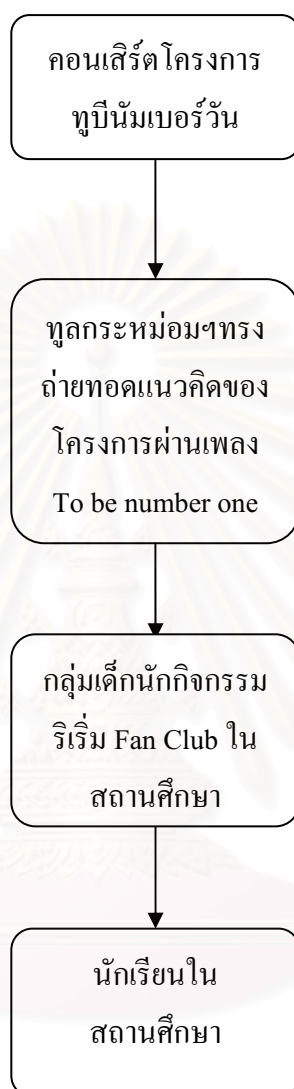 คอนเสิร์ตโครงการ
ทูบีนัมเบอร์วัน
ทูลกระหม่อมฯทรง
ถ่ายทอดแนวคิดของ
โครงการผ่านเพลง
To be number one
กลุ่มเด็กนักกิจกรรม
ริเริ่ม Fan Club ใน
สถานศึกษา
นักเรียนใน
สถานศึกษา